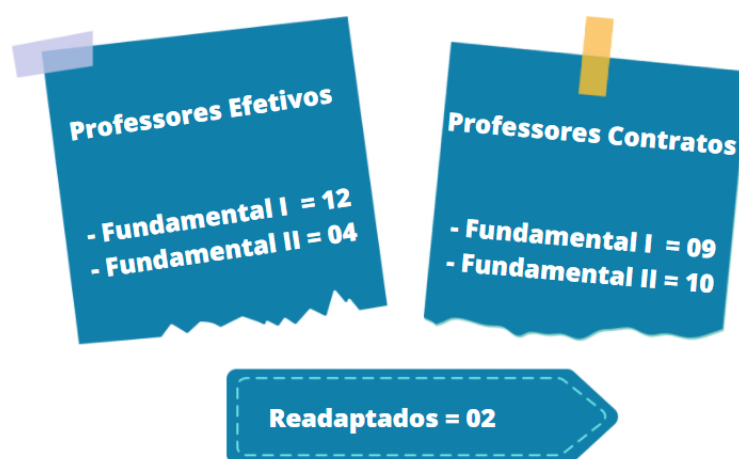 Professores Efetivos
- Fundamental I = 12
- Fundamental II = 04
Professores Contratos
- Fundamental I = 09
- Fundamental II = 10
Readaptados = 02